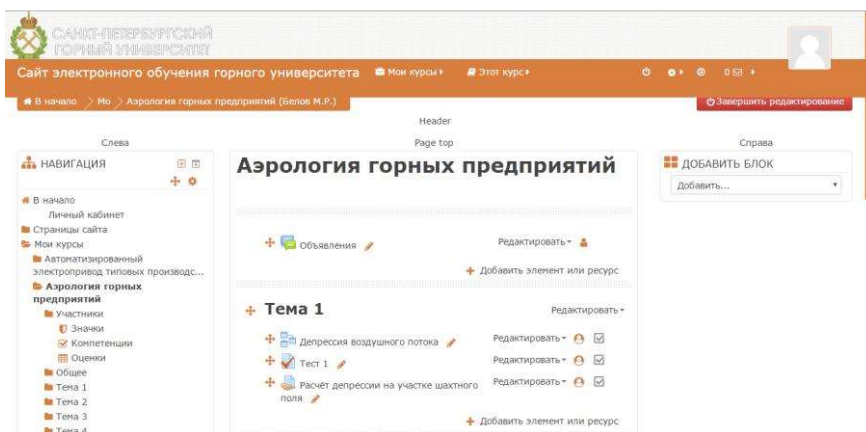 САНКТ-ПЕТЕРБУРГСКИЙ
ГОРНЫЙ УНИВЕРСИТЕТ
Сайт электронного обучения горного университета Мои курсы Этот курс 0
В начало Мо Аэрология горных предприятий (Белов М.Р.) Завершить редактирование
Header
Слева Page top Справа
НАВИГАЦИЯ
В начало
Личный кабинет
Страницы сайта
Мои курсы
Автоматизированный
электропривод типовых производс...
Аэрология горных
предприятий
Участники
Значки
Компетенции
Оценки
Общее
Тема 1
Тема 2
Тема 3
Тема 4
Аэрология горных предприятий
Объявления Редактировать
Добавить элемент или ресурс
Тема 1 Редактировать
Депрессия воздушного потока Редактировать
Тест 1 Редактировать
Расчёт депрессии на участке шахтного Редактировать
поля
Добавить элемент или ресурс
ДОБАВИТЬ БЛОК
Добавить...